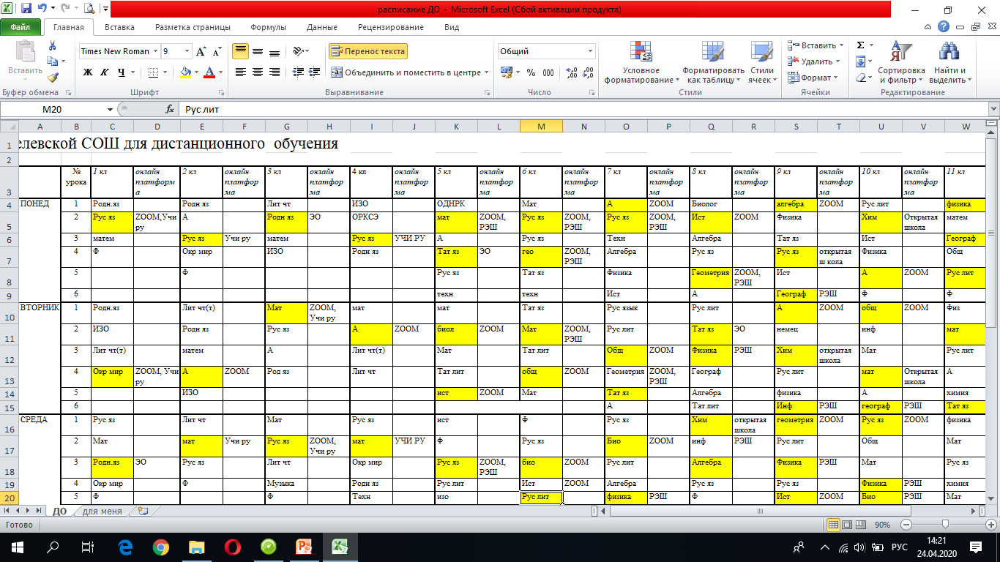 расписание ДО - Microsoft Excel (Сбой активации продукта)
Файл Главная Вставка Разметка страницы Формулы Данные Рецензирование Вид
Вставить Times New Roman 9 Перенос текста Общий Условное форматирование Форматировать как таблицу Стили ячеек Вставить Сортировка и фильтр Найти и выделить
Ж К Ч Объединить и поместить в центре % 000 Удалить
Формат
Буфер обмена Шрифт Выравнивание Число Стили Ячейки Редактирование
M20 fx Рус лит
A B C D E F G H I J K L M N O P Q R S T U V W
1 елевской СОШ для дистанционного обучения
2
3 № урока 1 кл онлайн платформа 2 кл онлайн платформа 3 кл онлайн платформа 4 кл онлайн платформа 5 кл онлайн платформа 6 кл онлайн платформа 7 кл онлайн платформа 8 кл онлайн платформа 9 кл онлайн платформа 10 кл онлайн платформа 11 кл
4 ПОНЕД 1 Родн.яз Родн яз Лит чт ИЗО ОДНРК Мат А ZOOM Биолог алгебра ZOOM Рус лит физика
5 2 Рус яз ZOOM,Учи ру А Родн яз ЭО ОРКСЭ мат ZOOM, РЭШ Рус яз ZOOM, РЭШ Рус яз ZOOM, РЭШ Ист ZOOM Физика Хим Открытая школа матем
6 3 матем Рус яз Учи ру матем Рус яз УЧИ РУ А Рус яз Техн Алгебра Тат яз Ист Географ
7 4 Ф Окр мир ИЗО Родн яз Тат яз ЭО гео ZOOM, РЭШ Алгебра Рус яз Рус яз открытая ш кола Физика Общ
8 5 Ф Рус яз Тат яз Физика Геометрия ZOOM, РЭШ Ист А ZOOM Рус лит
9 6 техн техн Ист А Географ РЭШ Ф Ф
10 ВТОРНИК 1 Родн.яз Лит чт(т) Мат ZOOM, Учи ру мат мат Тат яз Рус язык Рус лит А ZOOM общ ZOOM Физ
11 2 ИЗО Родн яз Рус яз А ZOOM биол ZOOM Мат ZOOM, РЭШ Рус лит Тат яз ЭО немец инф мат
12 3 Лит чт(т) матем А Лит чт(т) Мат Тат лит Общ ZOOM Физика РЭШ Хим открытая школа Мат Рус лит
13 4 Окр мир ZOOM, Учи ру А ZOOM Род яз Лит чт Тат лит общ ZOOM Геометрия ZOOM, РЭШ Географ Рус лит мат Открытая школа А
14 5 ИЗО ист ZOOM Мат Тат яз Алгебра физика А химия
15 6 А Тат лит Инф РЭШ географ РЭШ Тат яз
16 СРЕДА 1 Рус яз Лит чт Мат Рус яз ист Ф Рус яз Хим открытая школа геометрия ZOOM Рус яз ZOOM физика
17 2 Мат мат Учи ру Рус яз ZOOM, Учи ру мат УЧИ РУ Ф Рус яз Био ZOOM инф РЭШ Рус лит Общ Мат
18 3 Родн.яз ЭО Рус яз Лит чт Окр мир Рус яз ZOOM, РЭШ био ZOOM Рус лит Алгебра Физика РЭШ Мат Рус яз
19 4 Окр мир Ф Музыка Родн яз Рус лит Ист ZOOM Алгебра Рус яз Рус яз Физика РЭШ химия
20 5 Ф Ф Техн изо Рус лит физика РЭШ Ф Ист ZOOM Био РЭШ Мат
ДО для меня
Готово 90%
РУС 14:21
24.04.2020